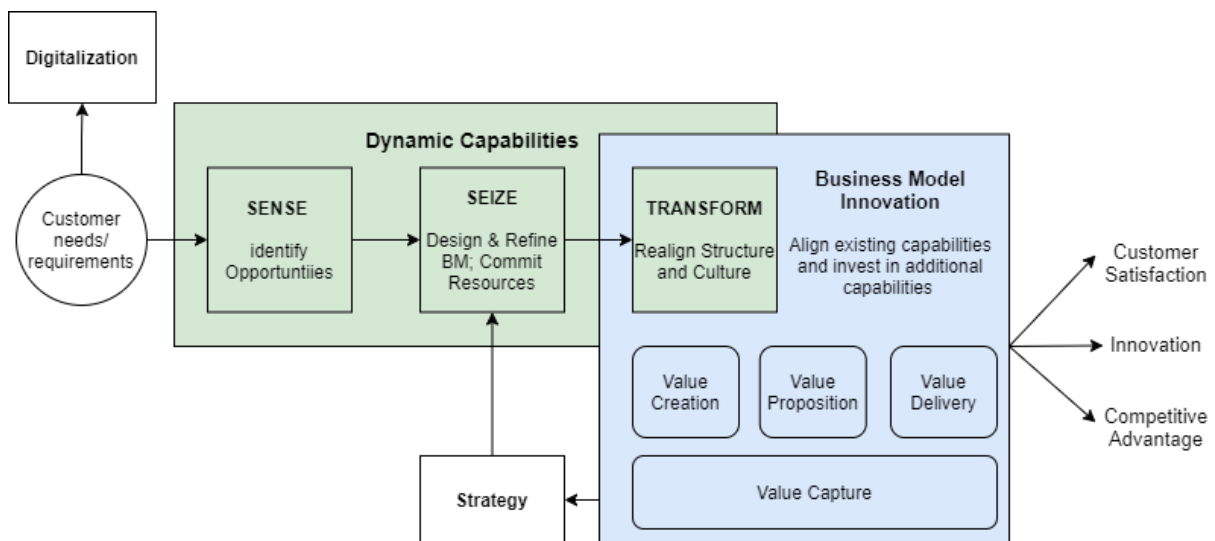 Digitalization
Dynamic Capabilities
Customer
needs/
requirements
SENSE
identify
Opportuntiies
SEIZE
Design & Refine
BM; Commit
Resources
TRANSFORM
Realign Structure
and Culture
Business Model
Innovation
Align existing capabilities
and invest in additional
capabilities
Value
Creation
Value
Proposition
Value
Delivery
Value Capture
Strategy
Customer
Satisfaction
Innovation
Competitive
Advantage